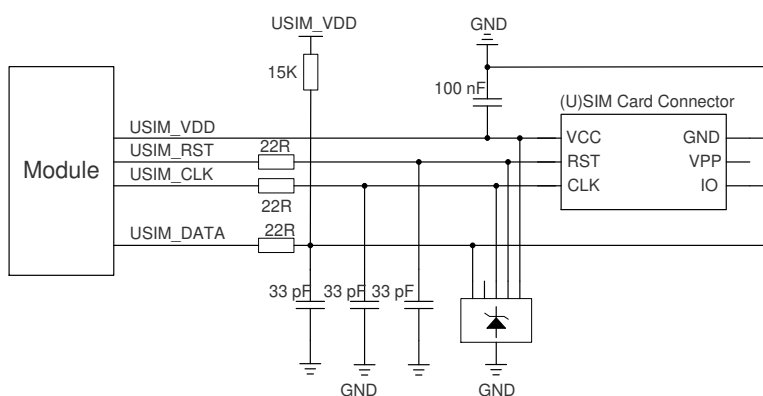 USIM_VDD
GND
15K
100 nF
(U)SIM Card Connector
Module
USIM_VDD
USIM_RST
USIM_CLK
USIM_DATA
22R
22R
22R
VCC
RST
CLK
GND
VPP
IO
33 pF
33 pF
33 pF
GND
GND